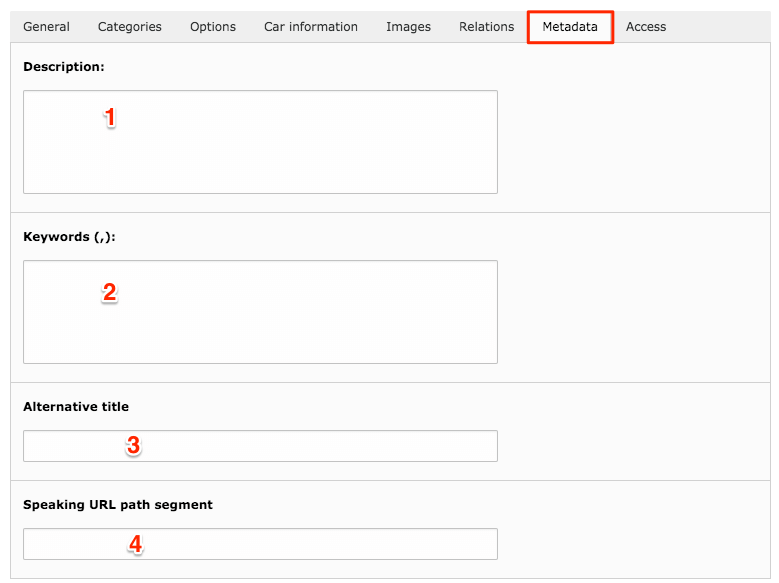 General Categories Options Car information Images Relations Metadata Access
Description:
1
Keywords (,):
2
Alternative title
3
Speaking URL path segment
4